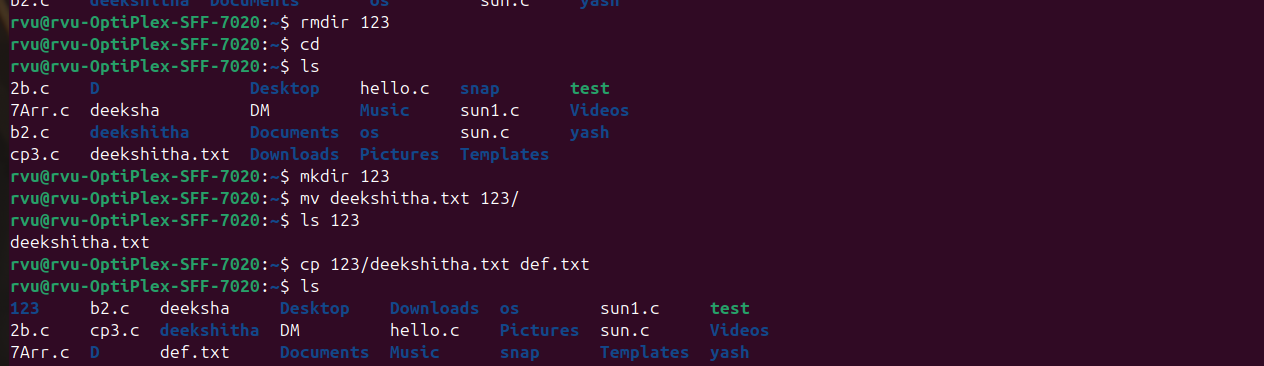 b2.c    deekshitha  Documents  os         sun.c      yash
rvu@rvu-OptiPlex-SFF-7020:~$ rmdir 123
rvu@rvu-OptiPlex-SFF-7020:~$ cd
rvu@rvu-OptiPlex-SFF-7020:~$ ls
2b.c    D               Desktop    hello.c   snap       test
7Arr.c  deeksha         DM         Music     sun1.c     Videos
b2.c    deekshitha      Documents  os        sun.c      yash
cp3.c   deekshitha.txt  Downloads  Pictures  Templates
rvu@rvu-OptiPlex-SFF-7020:~$ mkdir 123
rvu@rvu-OptiPlex-SFF-7020:~$ mv deekshitha.txt 123/
rvu@rvu-OptiPlex-SFF-7020:~$ ls 123
deekshitha.txt
rvu@rvu-OptiPlex-SFF-7020:~$ cp 123/deekshitha.txt def.txt
rvu@rvu-OptiPlex-SFF-7020:~$ ls
123     b2.c   deeksha     Desktop    Downloads  os        sun1.c     test
2b.c    cp3.c  deekshitha  DM         hello.c    Pictures  sun.c      Videos
7Arr.c  D      def.txt     Documents  Music      snap      Templates  yash